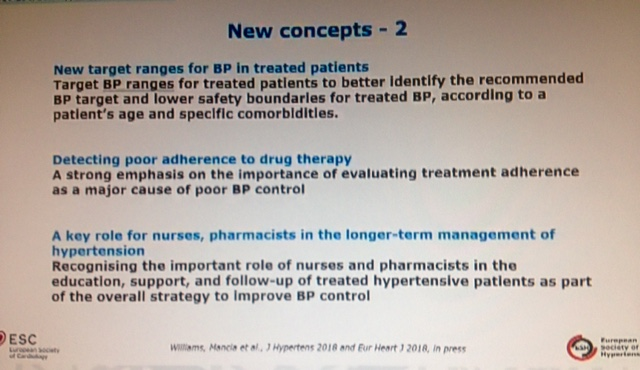 New concepts - 2
New target ranges for BP in treated patients
Target BP ranges for treated patients to better identify the recommended
BP target and lower safety boundaries for treated BP, according to a
patient's age and specific comorbidities.
Detecting poor adherence to drug therapy
A strong emphasis on the importance of evaluating treatment adherence
as a major cause of poor BP control
A key role for nurses, pharmacists in the longer-term management of
hypertension
Recognising the important role of nurses and pharmacists in the
education, support, and follow-up of treated hypertensive patients as part
of the overall strategy to improve BP control
ESC
European Society
of Cardiology
Williams, Mancia et al., J Hypertens 2018 and Eur Heart J 2018, in press
ESH
European
Society of
Hypertens